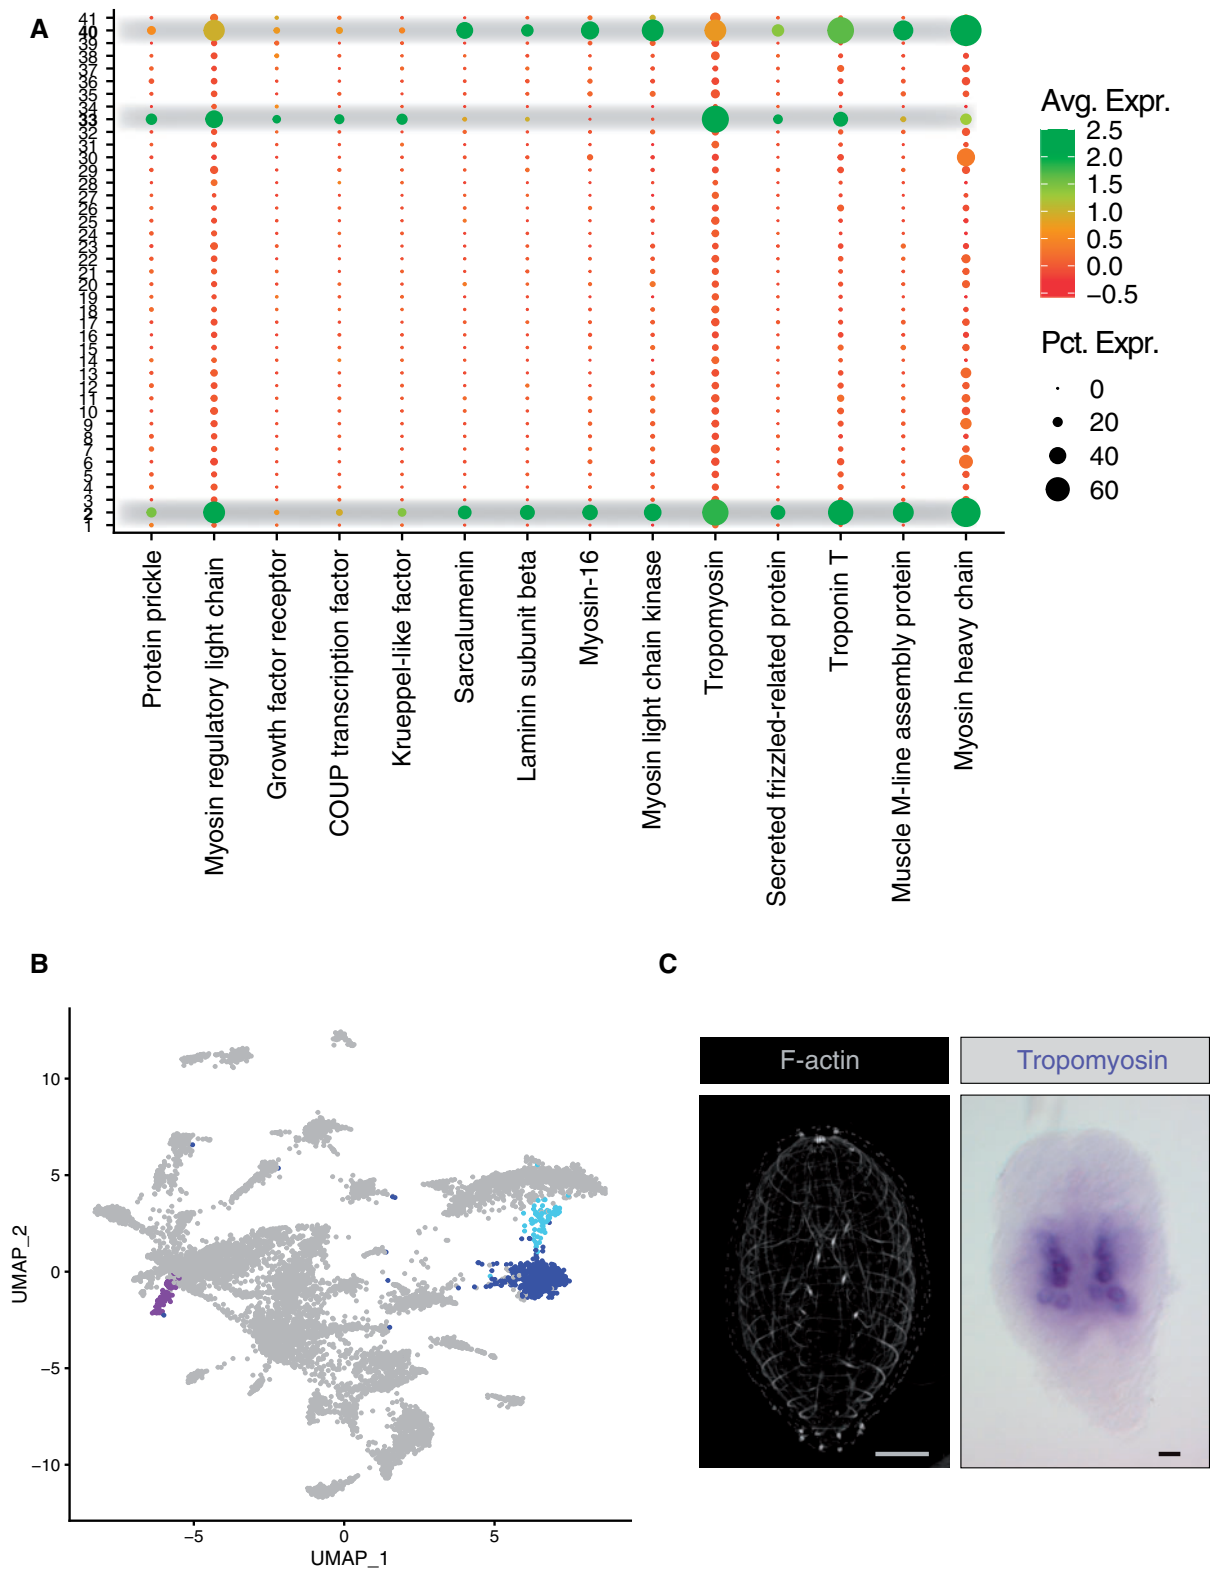 A
41
40
39
38
37
36
35
34
33
32
31
30
29
28
27
26
25
24
23
22
21
20
19
18
17
16
15
14
13
12
11
10
9
8
7
6
5
4
3
2
1
Protein prickle
Myosin regulatory light chain
Growth factor receptor
COUP transcription factor
Krueppel-like factor
Sarcalumenin
Laminin subunit beta
Myosin-16
Myosin light chain kinase
Tropomyosin
Secreted frizzled-related protein
Troponin T
Muscle M-line assembly protein
Myosin heavy chain
Avg. Expr.
2.5
2.0
1.5
1.0
0.5
0.0
−0.5
Pct. Expr.
0
20
40
60
B
UMAP_2
10
5
0
−5
−10
−5 0 5
UMAP_1
C
F-actin
Tropomyosin